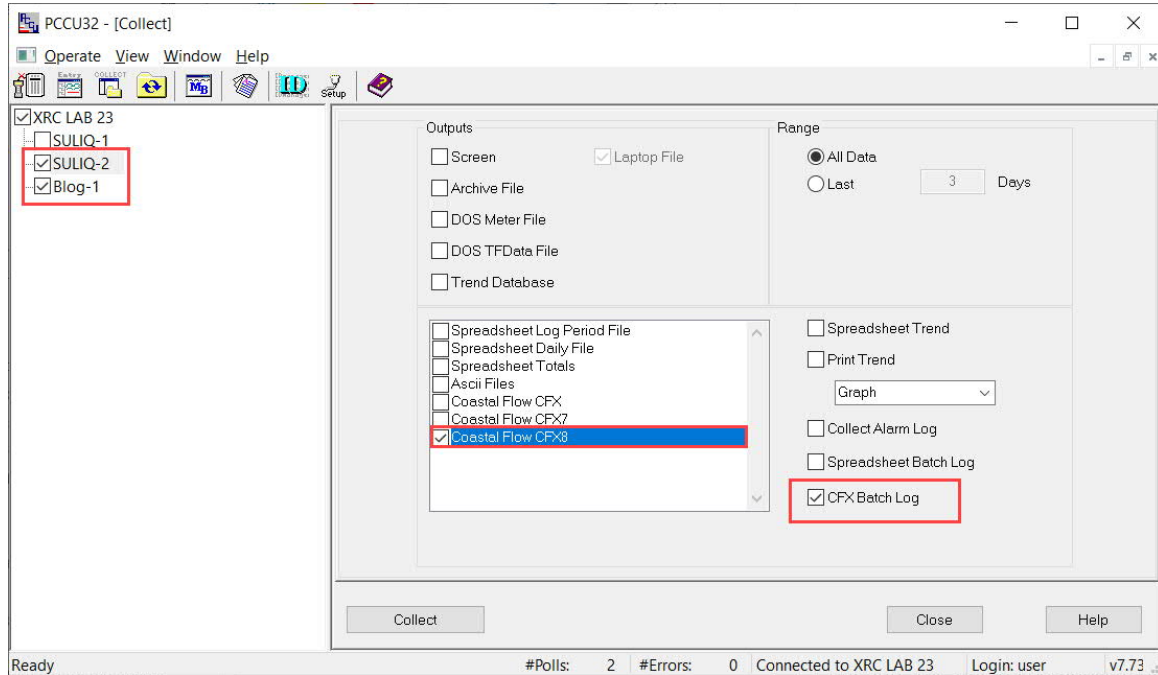 PCCU32 - [Collect]
Operate View Window Help
Entry COLLECT MB ID Manager Setup
XRC LAB 23
SULIQ-1
SULIQ-2
Blog-1
Outputs
Screen
Laptop File
Archive File
DOS Meter File
DOS TFData File
Trend Database
Range
All Data
Last 3 Days
Spreadsheet Log Period File
Spreadsheet Daily File
Spreadsheet Totals
Ascii Files
Coastal Flow CFX
Coastal Flow CFX7
Coastal Flow CFX8
Spreadsheet Trend
Print Trend
Graph
Collect Alarm Log
Spreadsheet Batch Log
CFX Batch Log
Collect Close Help
Ready #Polls: 2 #Errors: 0 Connected to XRC LAB 23 Login: user v7.73